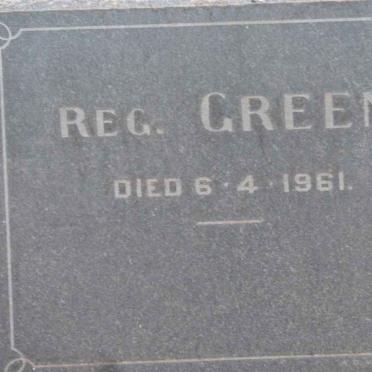 REG. GREEN
DIED 6·4·1961.